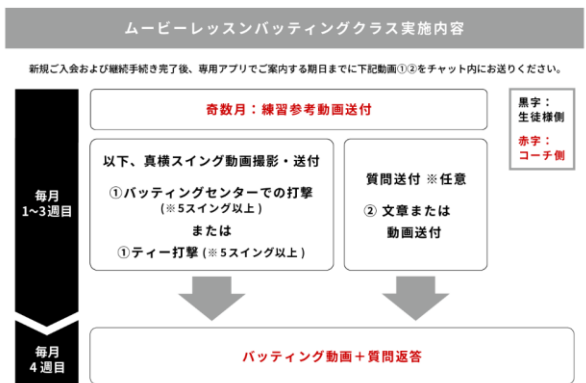 ムービーレッスンバッティングクラス実施内容
新規ご入会および継続手続き完了後、専用アプリでご案内する期日までに下記動画①②をチャット内にお送りください。
毎月
1~3週目
奇数月：練習参考動画送付
黒字：
生徒様側
赤字：
コーチ側
以下、真横スイング動画撮影・送付
①バッティングセンターでの打撃
(※5スイング以上)
または
①ティー打撃 (※5スイング以上)
質問送付 ※任意
② 文章または
動画送付
毎月
4週目
バッティング動画＋質問返答